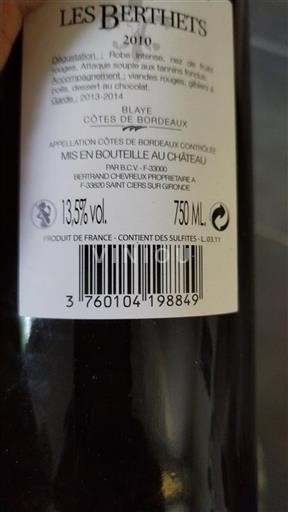 LES BERTHETS
2010
Dégustation : Robe intense, nez de fruits
rouges. Attaque souple aux tanins fondus.
Accompagnement : viandes rouges, gibiers à
poils, dessert au chocolat.
Garde : 2013-2014
BLAYE
CÔTES DE BORDEAUX
APPELLATION CÔTES DE BORDEAUX CONTRÔLÉE
MIS EN BOUTEILLE AU CHÂTEAU
PAR B.C.V. - F-33000
BERTRAND CHEVREUX PROPRIETAIRE A
F-33820 SAINT CIERS SUR GIRONDE
13,5% vol. 750 ML.
PRODUIT DE FRANCE - CONTIENT DES SULFITES - L.03.11
VINTOU
3 760104 198849